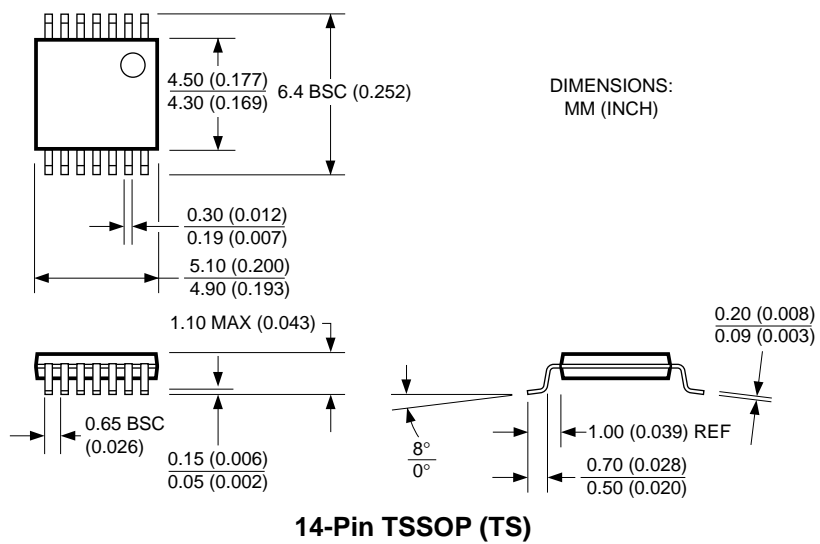 4.50 (0.177)
4.30 (0.169)
6.4 BSC (0.252)
DIMENSIONS:
MM (INCH)
0.30 (0.012)
0.19 (0.007)
5.10 (0.200)
4.90 (0.193)
1.10 MAX (0.043)
0.20 (0.008)
0.09 (0.003)
0.65 BSC
(0.026)
0.15 (0.006)
0.05 (0.002)
8°
0°
1.00 (0.039) REF
0.70 (0.028)
0.50 (0.020)
14-Pin TSSOP (TS)